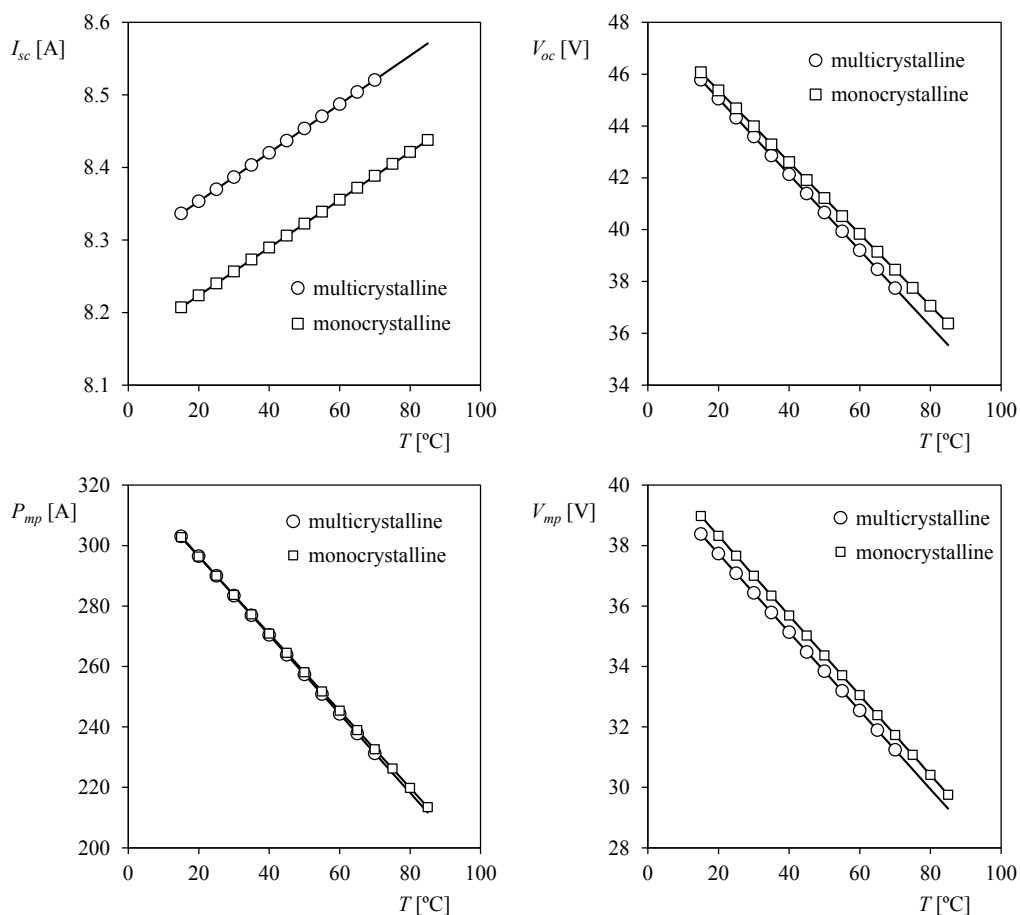 I_sc [A]
8.6
8.5
8.4
8.3
8.2
8.1
multicrystalline
monocrystalline
0 20 40 60 80 100
T [ºC]
V_oc [V]
48
46
44
42
40
38
36
34
multicrystalline
monocrystalline
0 20 40 60 80 100
T [ºC]
P_mp [A]
320
300
280
260
240
220
200
multicrystalline
monocrystalline
0 20 40 60 80 100
T [ºC]
V_mp [V]
40
38
36
34
32
30
28
multicrystalline
monocrystalline
0 20 40 60 80 100
T [ºC]